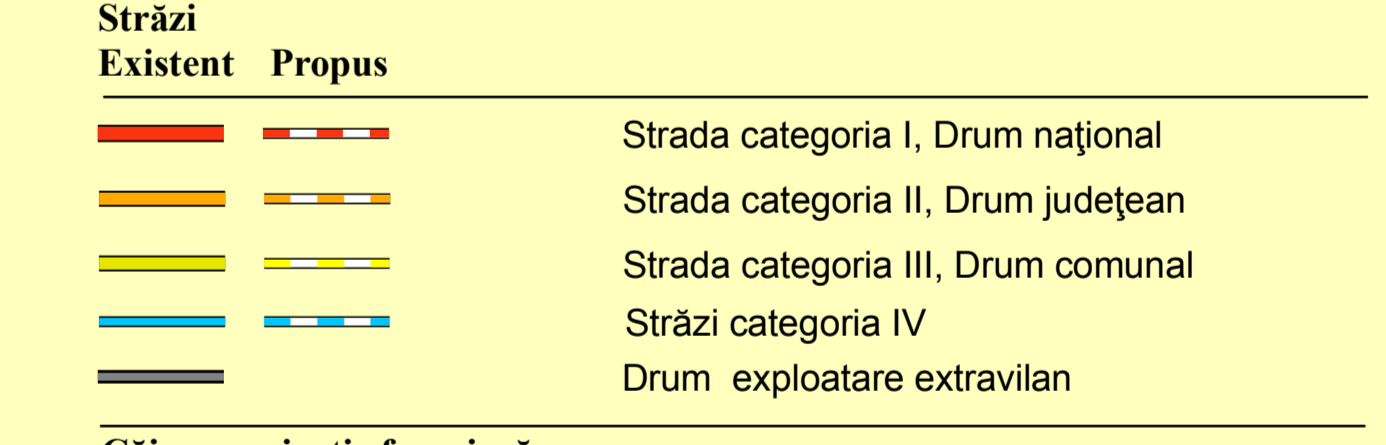 Străzi
Existent Propus
Strada categoria I, Drum naţional
Strada categoria II, Drum judeţean
Strada categoria III, Drum comunal
Străzi categoria IV
Drum exploatare extravilan